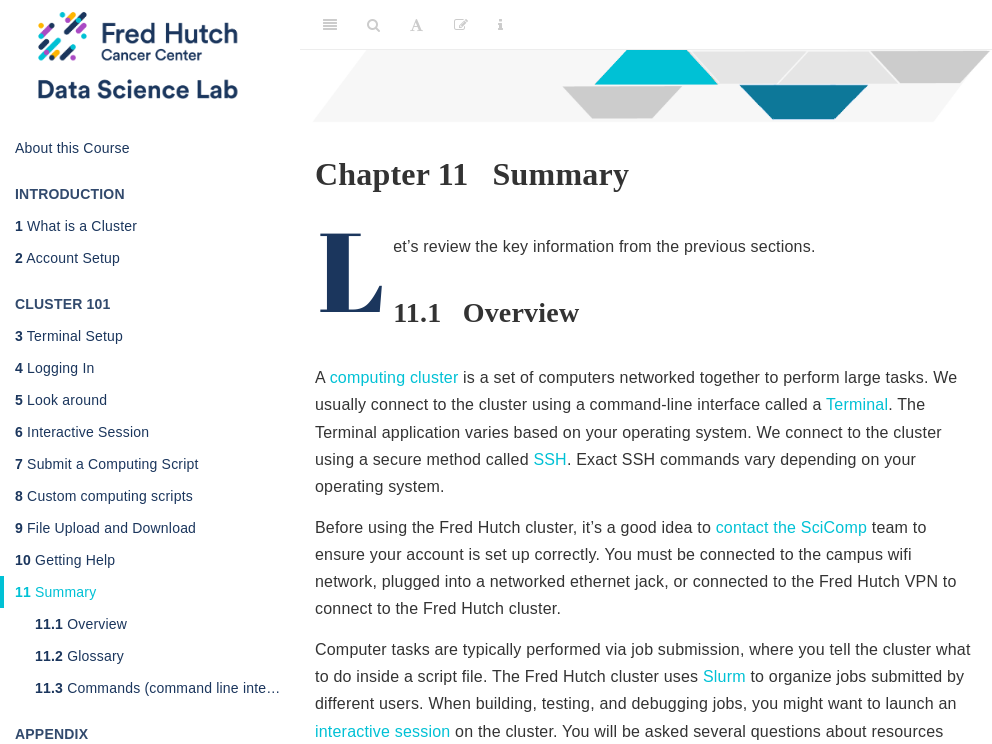 Fred Hutch
Cancer Center
Data Science Lab
About this Course
INTRODUCTION
1 What is a Cluster
2 Account Setup
CLUSTER 101
3 Terminal Setup
4 Logging In
5 Look around
6 Interactive Session
7 Submit a Computing Script
8 Custom computing scripts
9 File Upload and Download
10 Getting Help
11 Summary
11.1 Overview
11.2 Glossary
11.3 Commands (command line inte…
APPENDIX
A
Chapter 11 Summary
Let’s review the key information from the previous sections.
11.1 Overview
A computing cluster is a set of computers networked together to perform large tasks. We
usually connect to the cluster using a command-line interface called a Terminal. The
Terminal application varies based on your operating system. We connect to the cluster
using a secure method called SSH. Exact SSH commands vary depending on your
operating system.
Before using the Fred Hutch cluster, it’s a good idea to contact the SciComp team to
ensure your account is set up correctly. You must be connected to the campus wifi
network, plugged into a networked ethernet jack, or connected to the Fred Hutch VPN to
connect to the Fred Hutch cluster.
Computer tasks are typically performed via job submission, where you tell the cluster what
to do inside a script file. The Fred Hutch cluster uses Slurm to organize jobs submitted by
different users. When building, testing, and debugging jobs, you might want to launch an
interactive session on the cluster. You will be asked several questions about resources